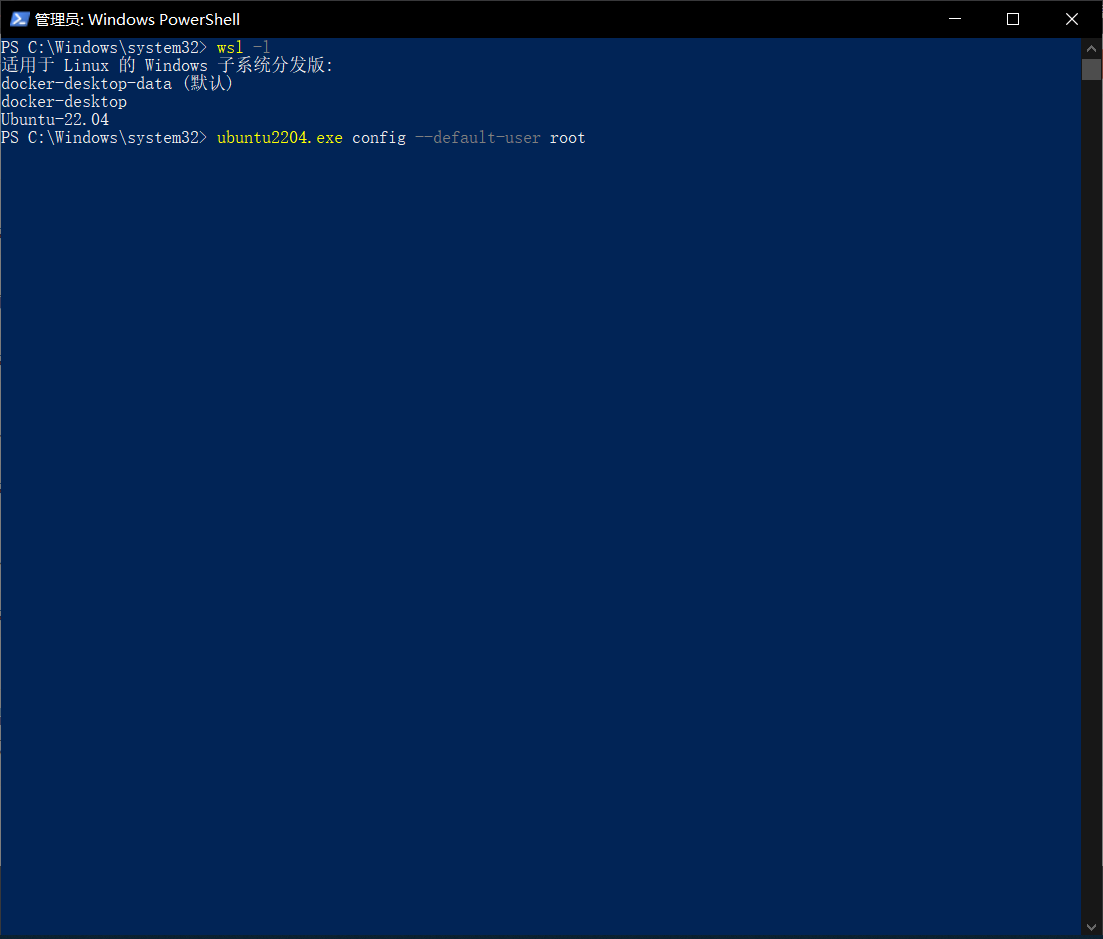 管理员: Windows PowerShell
PS C:\Windows\system32> wsl -l
适用于 Linux 的 Windows 子系统分发版:
docker-desktop-data (默认)
docker-desktop
Ubuntu-22.04
PS C:\Windows\system32> ubuntu2204.exe config --default-user root